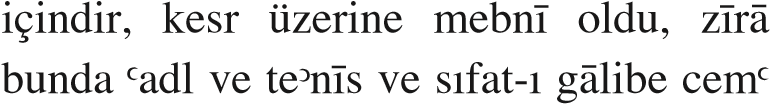 içindir, kesr üzerine mebnī oldu, zīrā
bunda ʿadl ve teʾnīs ve sıfat-ı gālibe cemʿ